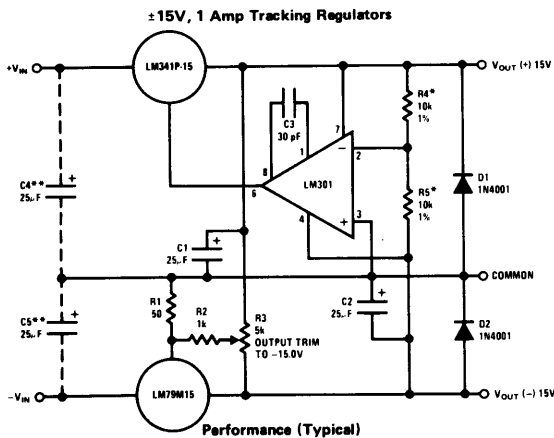 ±15V, 1 Amp Tracking Regulators
+VIN
LM341P-15
VOUT (+) 15V
C3
30 pF
R4*
10k
1%
7
8
1
2
6
LM301
−
+
4
3
R5*
10k
1%
D1
1N4001
C4**
25μF
+
C1
25μF
+
COMMON
C5**
25μF
+
R1
50
R2
1k
R3
5k
OUTPUT TRIM
TO −15.0V
C2
25μF
+
D2
1N4001
−VIN
LM79M15
VOUT (−) 15V
Performance (Typical)